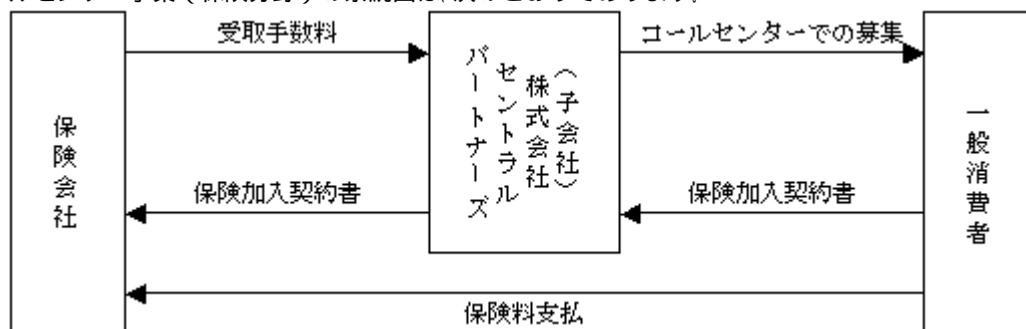 受取手数料
コールセンターでの募集
保険会社
(子会社)
株式会社
セントラル
パートナーズ
一般消費者
保険加入契約書
保険加入契約書
保険料支払